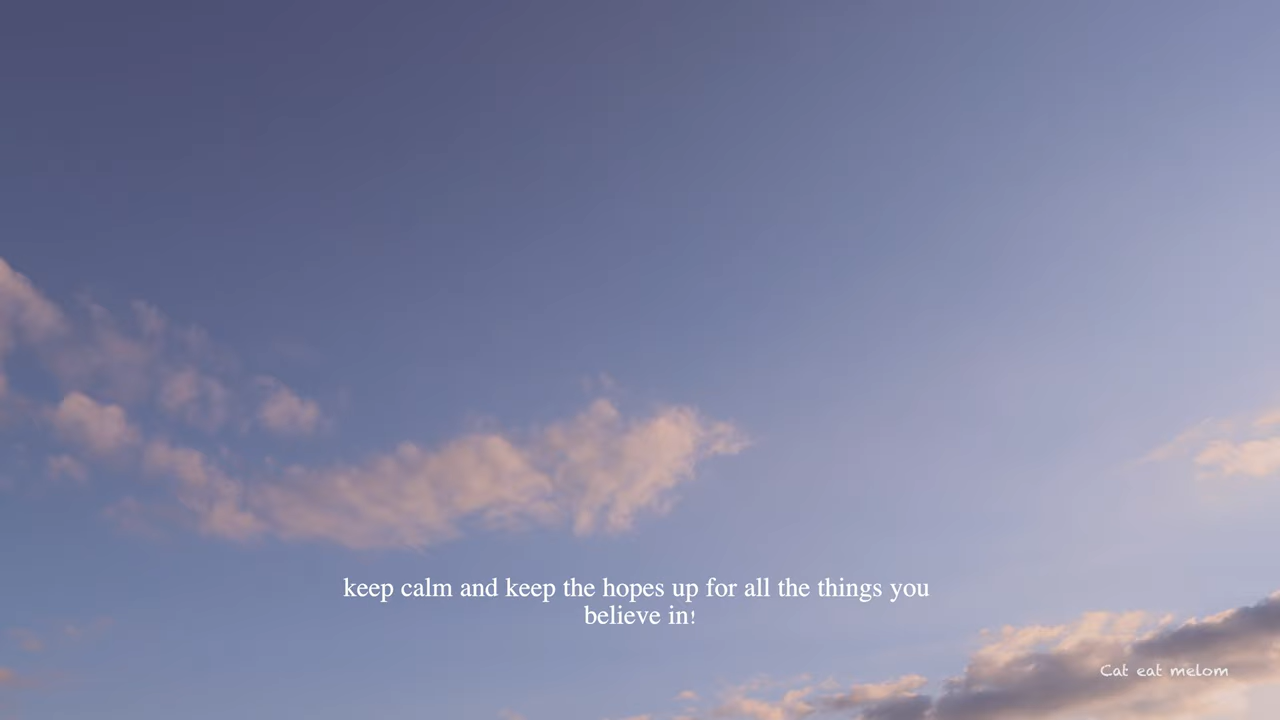 keep calm and keep the hopes up for all the things you
believe in!
Cat eat melom